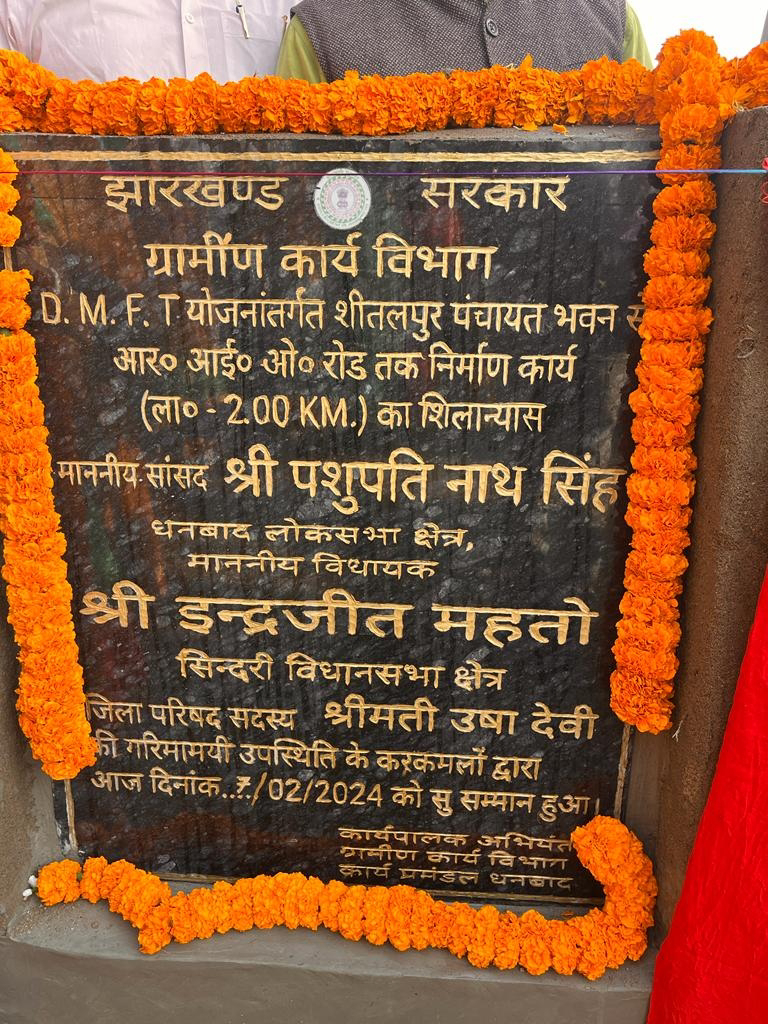 झारखण्ड सरकार
ग्रामीण कार्य विभाग
D. M. F. T योजनांतर्गत शीतलपुर पंचायत भवन
आर० आई० ओ० रोड तक निर्माण कार्य
(ला० - 2.00 KM.) का शिलान्यास
माननीय सांसद श्री पशुपति नाथ सिंह
धनबाद लोकसभा क्षेत्र,
माननीय विधायक
श्री इन्द्रजीत महतो
सिन्दरी विधानसभा क्षेत्र
जिला परिषद सदस्य श्रीमती उषा देवी
की गरिमामयी उपस्थिति के करकमलों द्वारा
आज दिनांक..7./02/2024 को सु सम्मान हुआ।
कार्यपालक अभियंत
ग्रामीण कार्य विभाग
कार्य प्रमंडल धनबाद